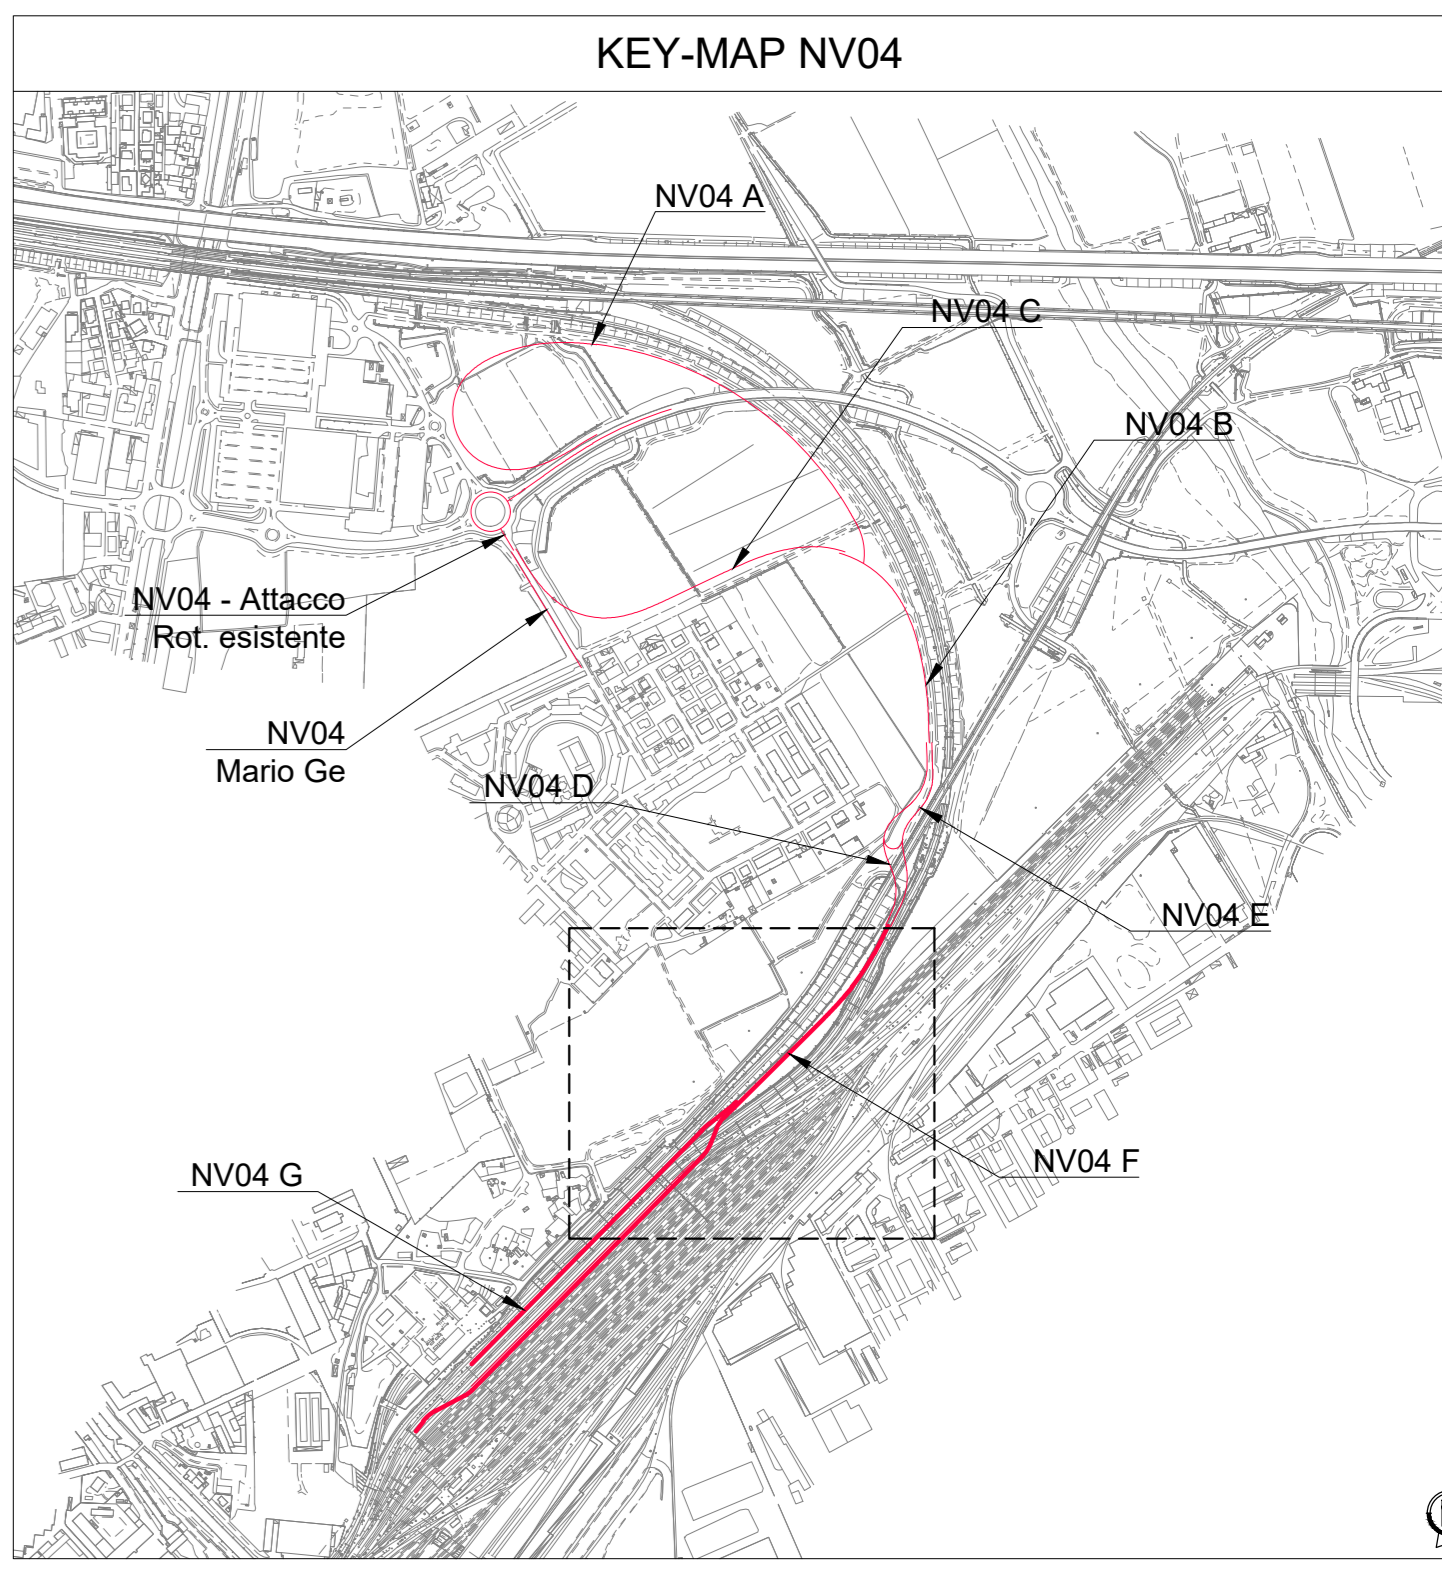 KEY-MAP NV04
NV04 A
NV04 C
NV04 B
NV04 - Attacco
Rot. esistente
NV04
Mario Ge
NV04 D
NV04 E
NV04 F
NV04 G